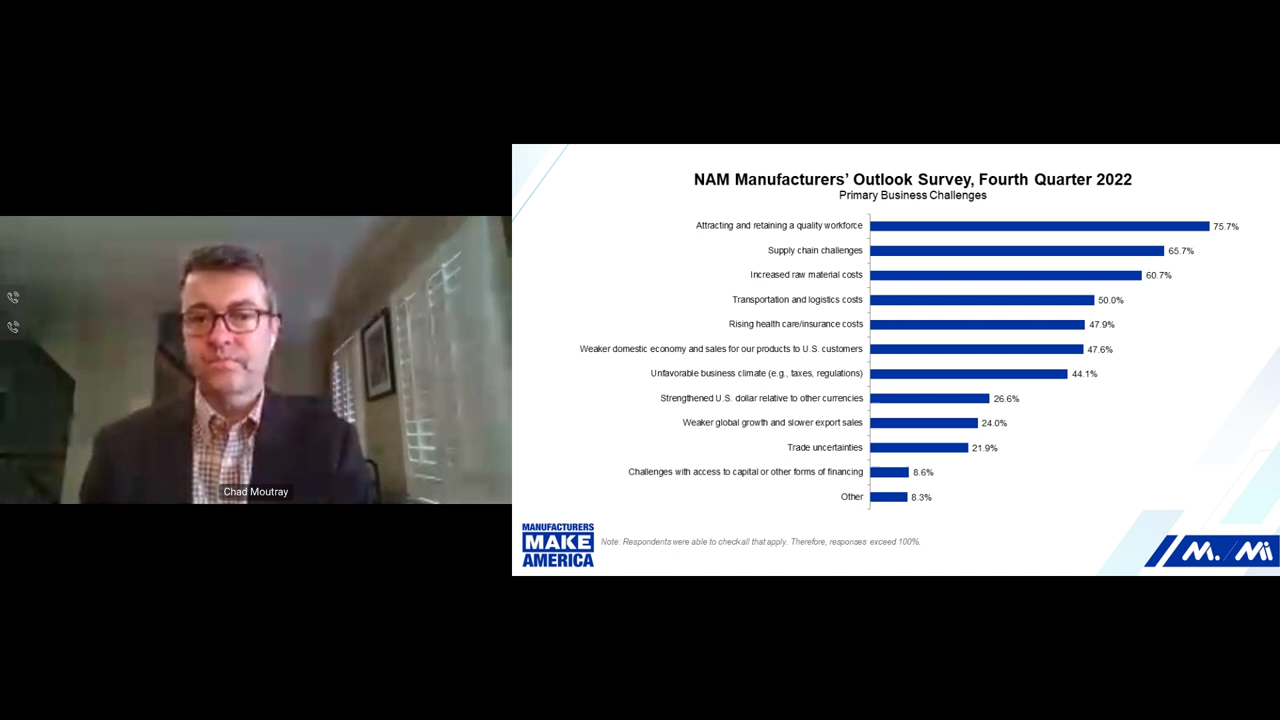 Chad Moutray
NAM Manufacturers' Outlook Survey, Fourth Quarter 2022
Primary Business Challenges
Attracting and retaining a quality workforce 75.7%
Supply chain challenges 65.7%
Increased raw material costs 60.7%
Transportation and logistics costs 50.0%
Rising health care/insurance costs 47.9%
Weaker domestic economy and sales for our products to U.S. customers 47.6%
Unfavorable business climate (e.g., taxes, regulations) 44.1%
Strengthened U.S. dollar relative to other currencies 26.6%
Weaker global growth and slower export sales 24.0%
Trade uncertainties 21.9%
Challenges with access to capital or other forms of financing 8.6%
Other 8.3%
MANUFACTURERS
MAKE
AMERICA
Note: Respondents were able to check all that apply. Therefore, responses exceed 100%.
M./Mi